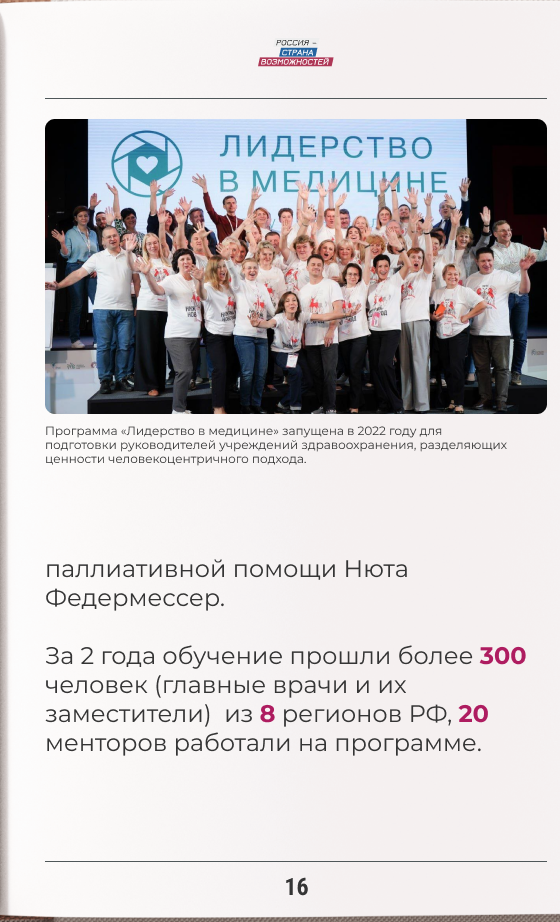 РОССИЯ –
СТРАНА
ВОЗМОЖНОСТЕЙ
ЛИДЕРСТВО
В МЕДИЦИНЕ
Программа «Лидерство в медицине» запущена в 2022 году для
подготовки руководителей учреждений здравоохранения, разделяющих
ценности человекоцентричного подхода.
паллиативной помощи Нюта
Федермессер.
За 2 года обучение прошли более 300
человек (главные врачи и их
заместители)  из 8 регионов РФ, 20
менторов работали на программе.
16